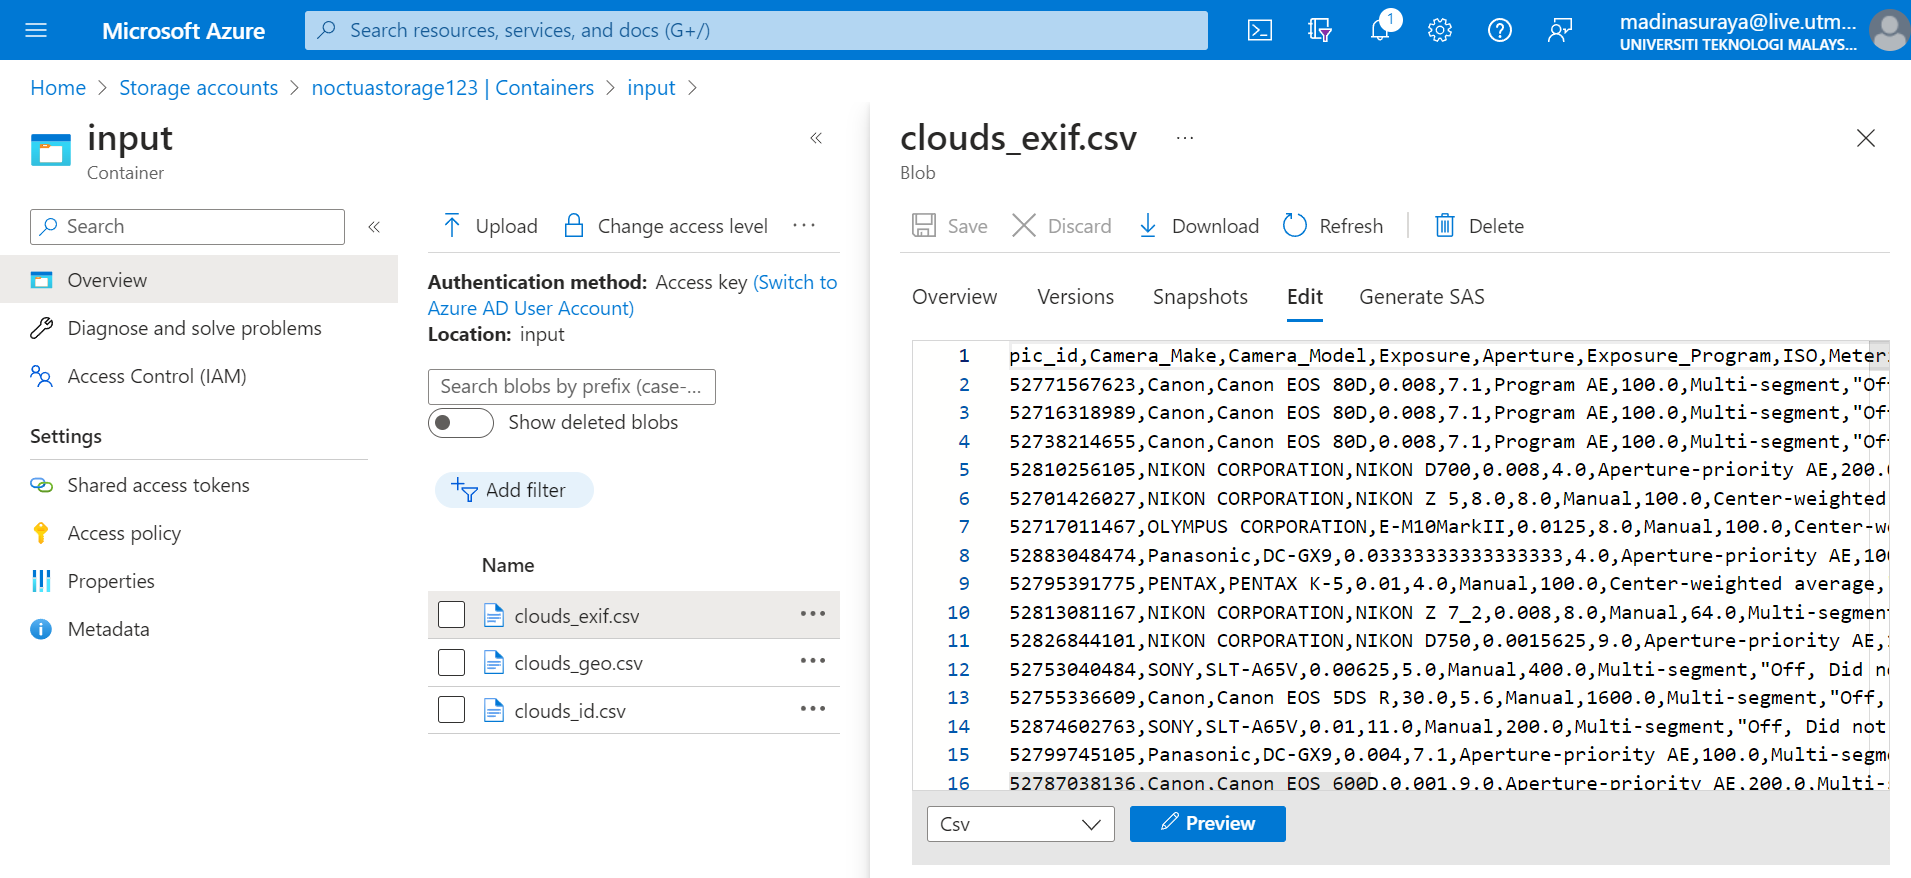 Microsoft Azure
Search resources, services, and docs (G+/)
1
madinasuraya@live.utm...
UNIVERSITI TEKNOLOGI MALAYS...
Home > Storage accounts > noctuastorage123 | Containers > input >
input
Container
Search
Overview
Diagnose and solve problems
Access Control (IAM)
Settings
Shared access tokens
Access policy
Properties
Metadata
Upload Change access level ...
Authentication method: Access key (Switch to
Azure AD User Account)
Location: input
Search blobs by prefix (case-...
Show deleted blobs
Add filter
Name
clouds_exif.csv ...
clouds_geo.csv ...
clouds_id.csv ...
clouds_exif.csv ...
Blob
Save Discard Download Refresh Delete
Overview Versions Snapshots Edit Generate SAS
1 pic_id,Camera_Make,Camera_Model,Exposure,Aperture,Exposure_Program,ISO,Meter
2 52771567623,Canon,Canon EOS 80D,0.008,7.1,Program AE,100.0,Multi-segment,"Of
3 52716318989,Canon,Canon EOS 80D,0.008,7.1,Program AE,100.0,Multi-segment,"Of
4 52738214655,Canon,Canon EOS 80D,0.008,7.1,Program AE,100.0,Multi-segment,"Of
5 52810256105,NIKON CORPORATION,NIKON D700,0.008,4.0,Aperture-priority AE,200.
6 52701426027,NIKON CORPORATION,NIKON Z 5,8.0,8.0,Manual,100.0,Center-weighted
7 52717011467,OLYMPUS CORPORATION,E-M10MarkII,0.0125,8.0,Manual,100.0,Center-w
8 52883048474,Panasonic,DC-GX9,0.03333333333333333,4.0,Aperture-priority AE,10
9 52795391775,PENTAX,PENTAX K-5,0.01,4.0,Manual,100.0,Center-weighted average,
10 52813081167,NIKON CORPORATION,NIKON Z 7_2,0.008,8.0,Manual,64.0,Multi-segmen
11 52826844101,NIKON CORPORATION,NIKON D750,0.0015625,9.0,Aperture-priority AE,
12 52753040484,SONY,SLT-A65V,0.00625,5.0,Manual,400.0,Multi-segment,"Off, Did n
13 52755336609,Canon,Canon EOS 5DS R,30.0,5.6,Manual,1600.0,Multi-segment,"Off,
14 52874602763,SONY,SLT-A65V,0.01,11.0,Manual,200.0,Multi-segment,"Off, Did not
15 52799745105,Panasonic,DC-GX9,0.004,7.1,Aperture-priority AE,100.0,Multi-segm
16 52787038136,Canon,Canon EOS 600D,0.001,9.0,Aperture-priority AE,200.0,Multi-
Csv
Preview